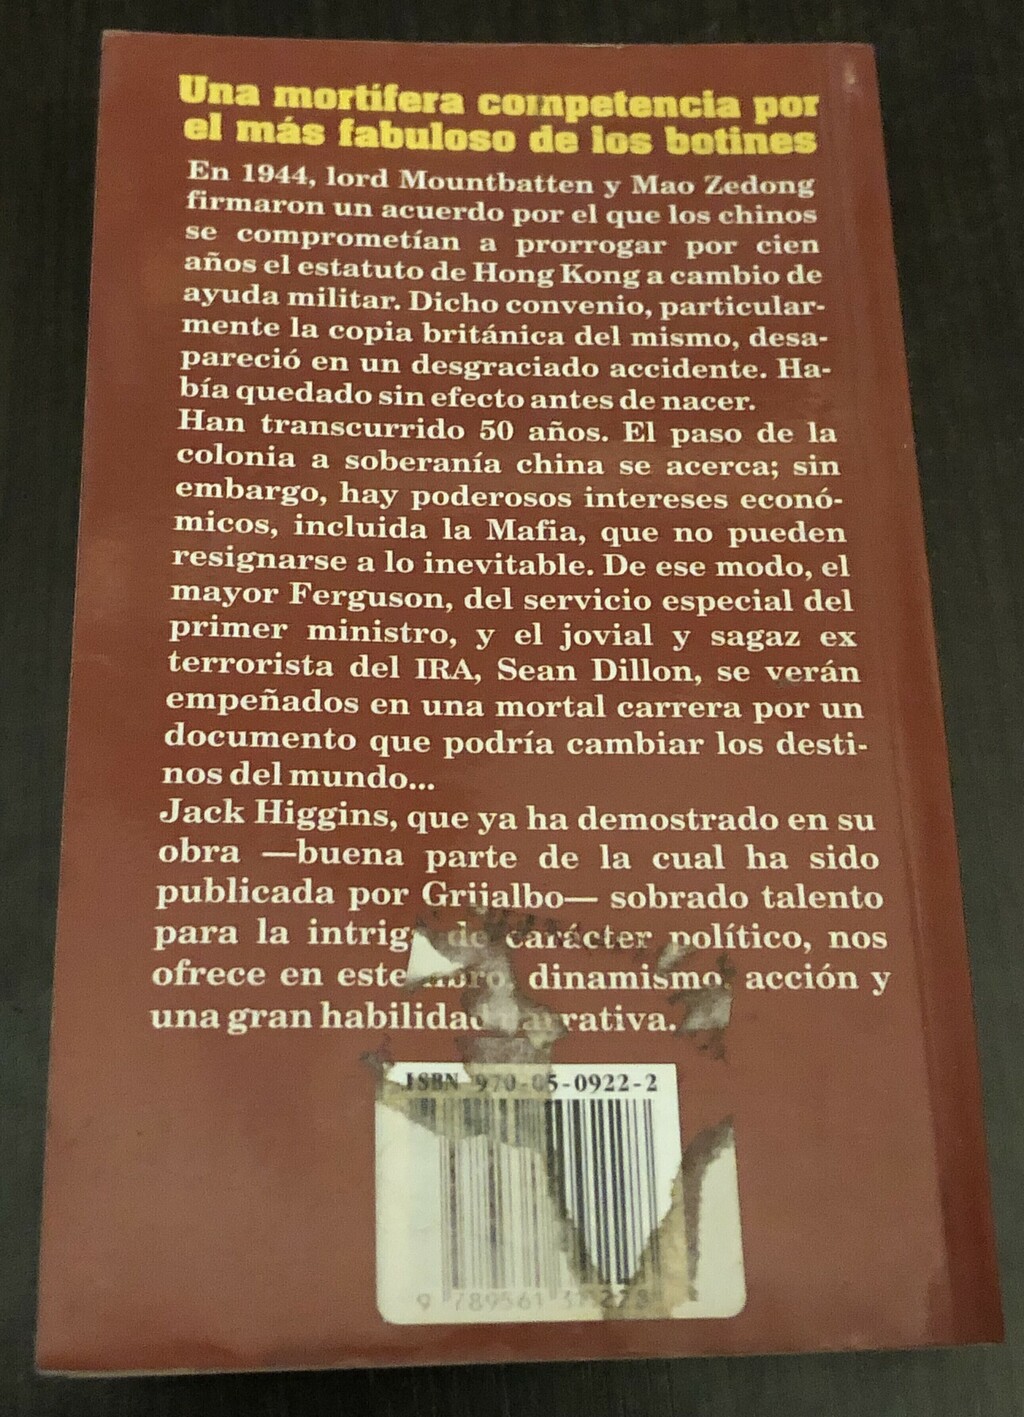 Una mortífera competencia por
el más fabuloso de los botines
En 1944, lord Mountbatten y Mao Zedong
firmaron un acuerdo por el que los chinos
se comprometían a prorrogar por cien
años el estatuto de Hong Kong a cambio de
ayuda militar. Dicho convenio, particular-
mente la copia británica del mismo, desa-
pareció en un desgraciado accidente. Ha-
bía quedado sin efecto antes de nacer.
Han transcurrido 50 años. El paso de la
colonia a soberanía china se acerca; sin
embargo, hay poderosos intereses econó-
micos, incluida la Mafia, que no pueden
resignarse a lo inevitable. De ese modo, el
mayor Ferguson, del servicio especial del
primer ministro, y el jovial y sagaz ex
terrorista del IRA, Sean Dillon, se verán
empeñados en una mortal carrera por un
documento que podría cambiar los desti-
nos del mundo...
Jack Higgins, que ya ha demostrado en su
obra —buena parte de la cual ha sido
publicada por Grijalbo— sobrado talento
para la intriga de carácter político, nos
ofrece en este libro, dinamismo, acción y
una gran habilidad narrativa.
ISBN 970-05-0922-2
9 789561